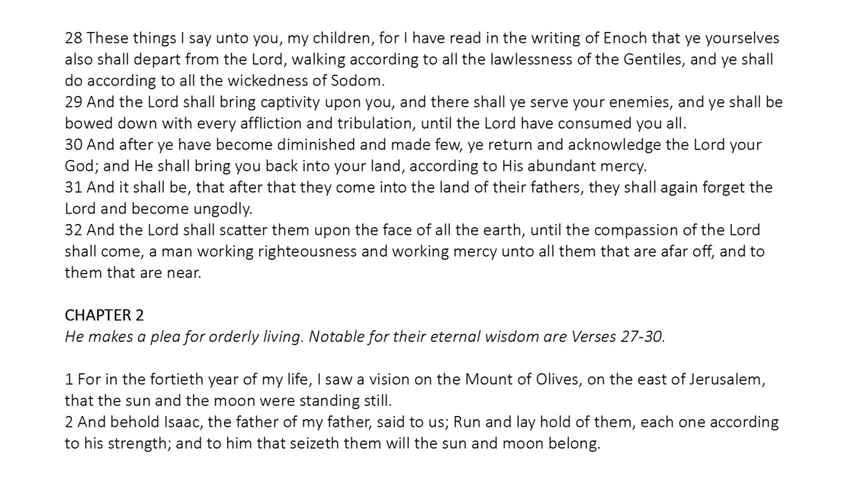 28 These things I say unto you, my children, for I have read in the writing of Enoch that ye yourselves
also shall depart from the Lord, walking according to all the lawlessness of the Gentiles, and ye shall
do according to all the wickedness of Sodom.
29 And the Lord shall bring captivity upon you, and there shall ye serve your enemies, and ye shall be
bowed down with every affliction and tribulation, until the Lord have consumed you all.
30 And after ye have become diminished and made few, ye return and acknowledge the Lord your
God; and He shall bring you back into your land, according to His abundant mercy.
31 And it shall be, that after that they come into the land of their fathers, they shall again forget the
Lord and become ungodly.
32 And the Lord shall scatter them upon the face of all the earth, until the compassion of the Lord
shall come, a man working righteousness and working mercy unto all them that are afar off, and to
them that are near.
CHAPTER 2
He makes a plea for orderly living. Notable for their eternal wisdom are Verses 27-30.
1 For in the fortieth year of my life, I saw a vision on the Mount of Olives, on the east of Jerusalem,
that the sun and the moon were standing still.
2 And behold Isaac, the father of my father, said to us; Run and lay hold of them, each one according
to his strength; and to him that seizeth them will the sun and moon belong.